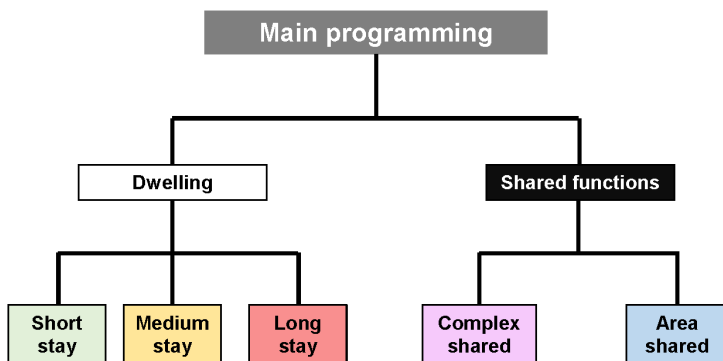 Main programming
Dwelling
Shared functions
Short
stay
Medium
stay
Long
stay
Complex
shared
Area
shared